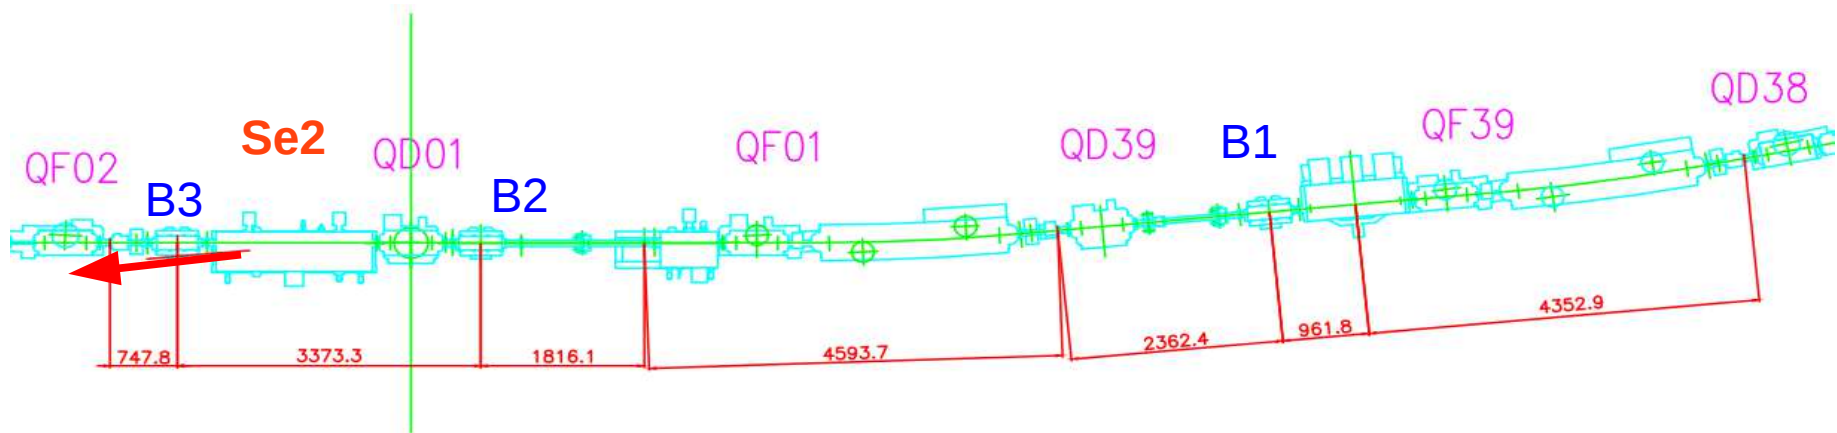 QF02
B3
Se2
QD01
B2
QF01
QD39
B1
QF39
QD38
747.8
3373.3
1816.1
4593.7
2362.4
961.8
4352.9